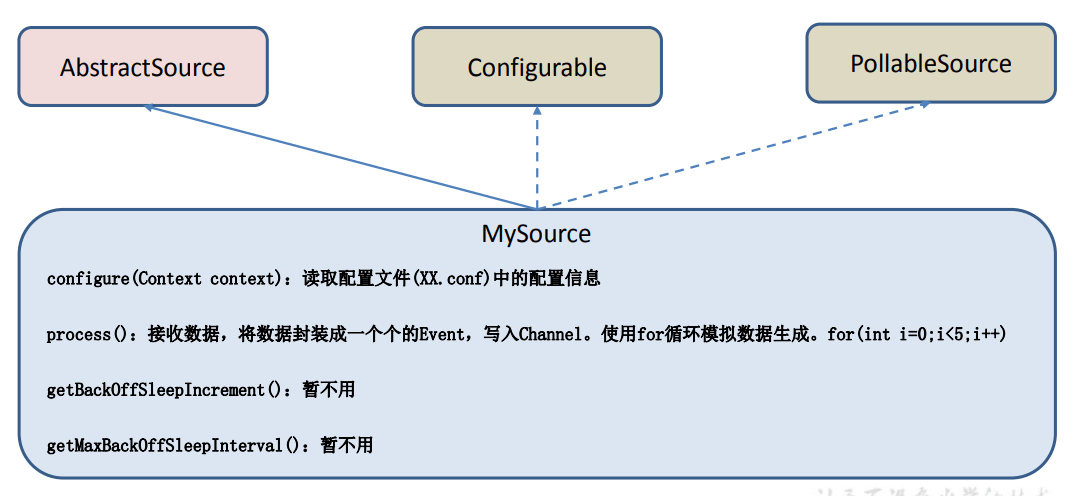 AbstractSource
Configurable
PollableSource
MySource
configure(Context context)：读取配置文件(XX.conf)中的配置信息
process()：接收数据，将数据封装成一个个的Event，写入Channel。使用for循环模拟数据生成。for(int i=0;i<5;i++)
getBackOffSleepIncrement()：暂不用
getMaxBackOffSleepInterval()：暂不用